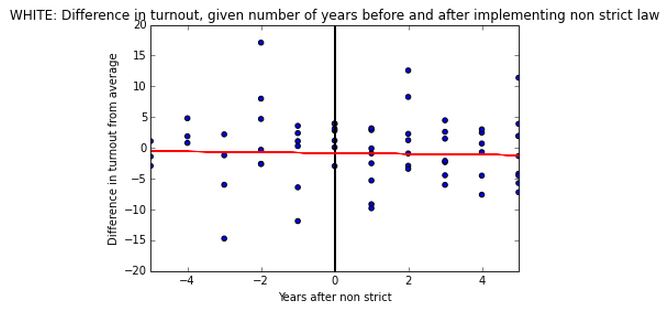 WHITE: Difference in turnout, given number of years before and after implementing non strict law
20
15
10
5
0
−5
−10
−15
−20
Difference in turnout from average
−4 −2 0 2 4
Years after non strict